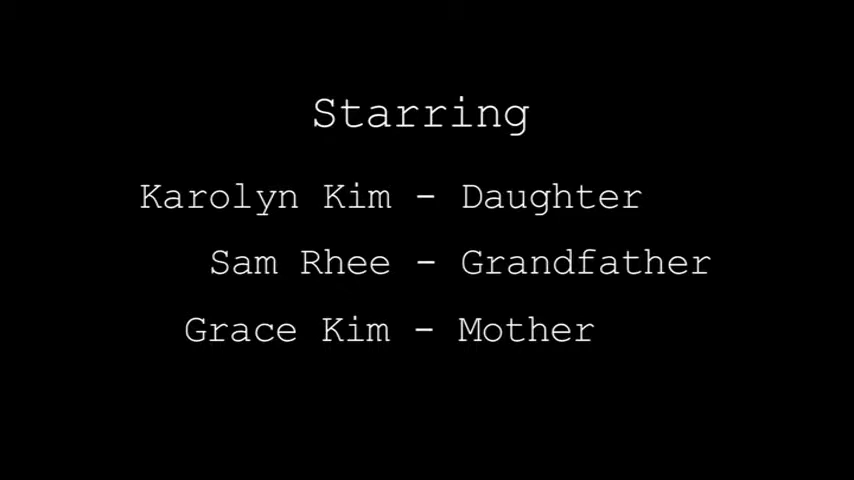 Starring
Karolyn Kim - Daughter
Sam Rhee - Grandfather
Grace Kim - Mother